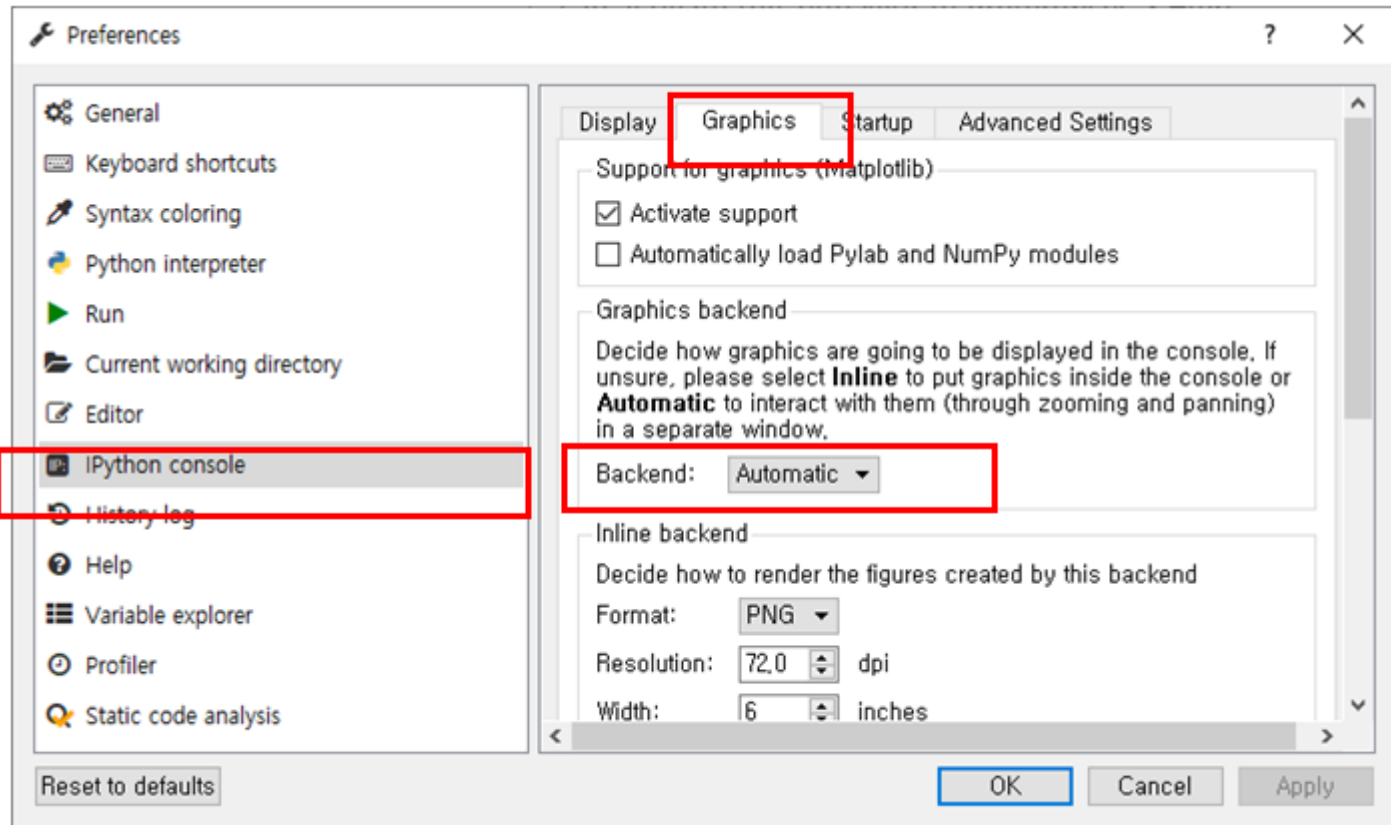 Preferences
?
General
Keyboard shortcuts
Syntax coloring
Python interpreter
Run
Current working directory
Editor
IPython console
History log
Help
Variable explorer
Profiler
Static code analysis
Display Graphics Startup Advanced Settings
Support for graphics (Matplotlib)
Activate support
Automatically load Pylab and NumPy modules
Graphics backend
Decide how graphics are going to be displayed in the console. If
unsure, please select Inline to put graphics inside the console or
Automatic to interact with them (through zooming and panning)
in a separate window.
Backend: Automatic
Inline backend
Decide how to render the figures created by this backend
Format: PNG
Resolution: 72.0 dpi
Width: 6 inches
Reset to defaults
OK Cancel Apply